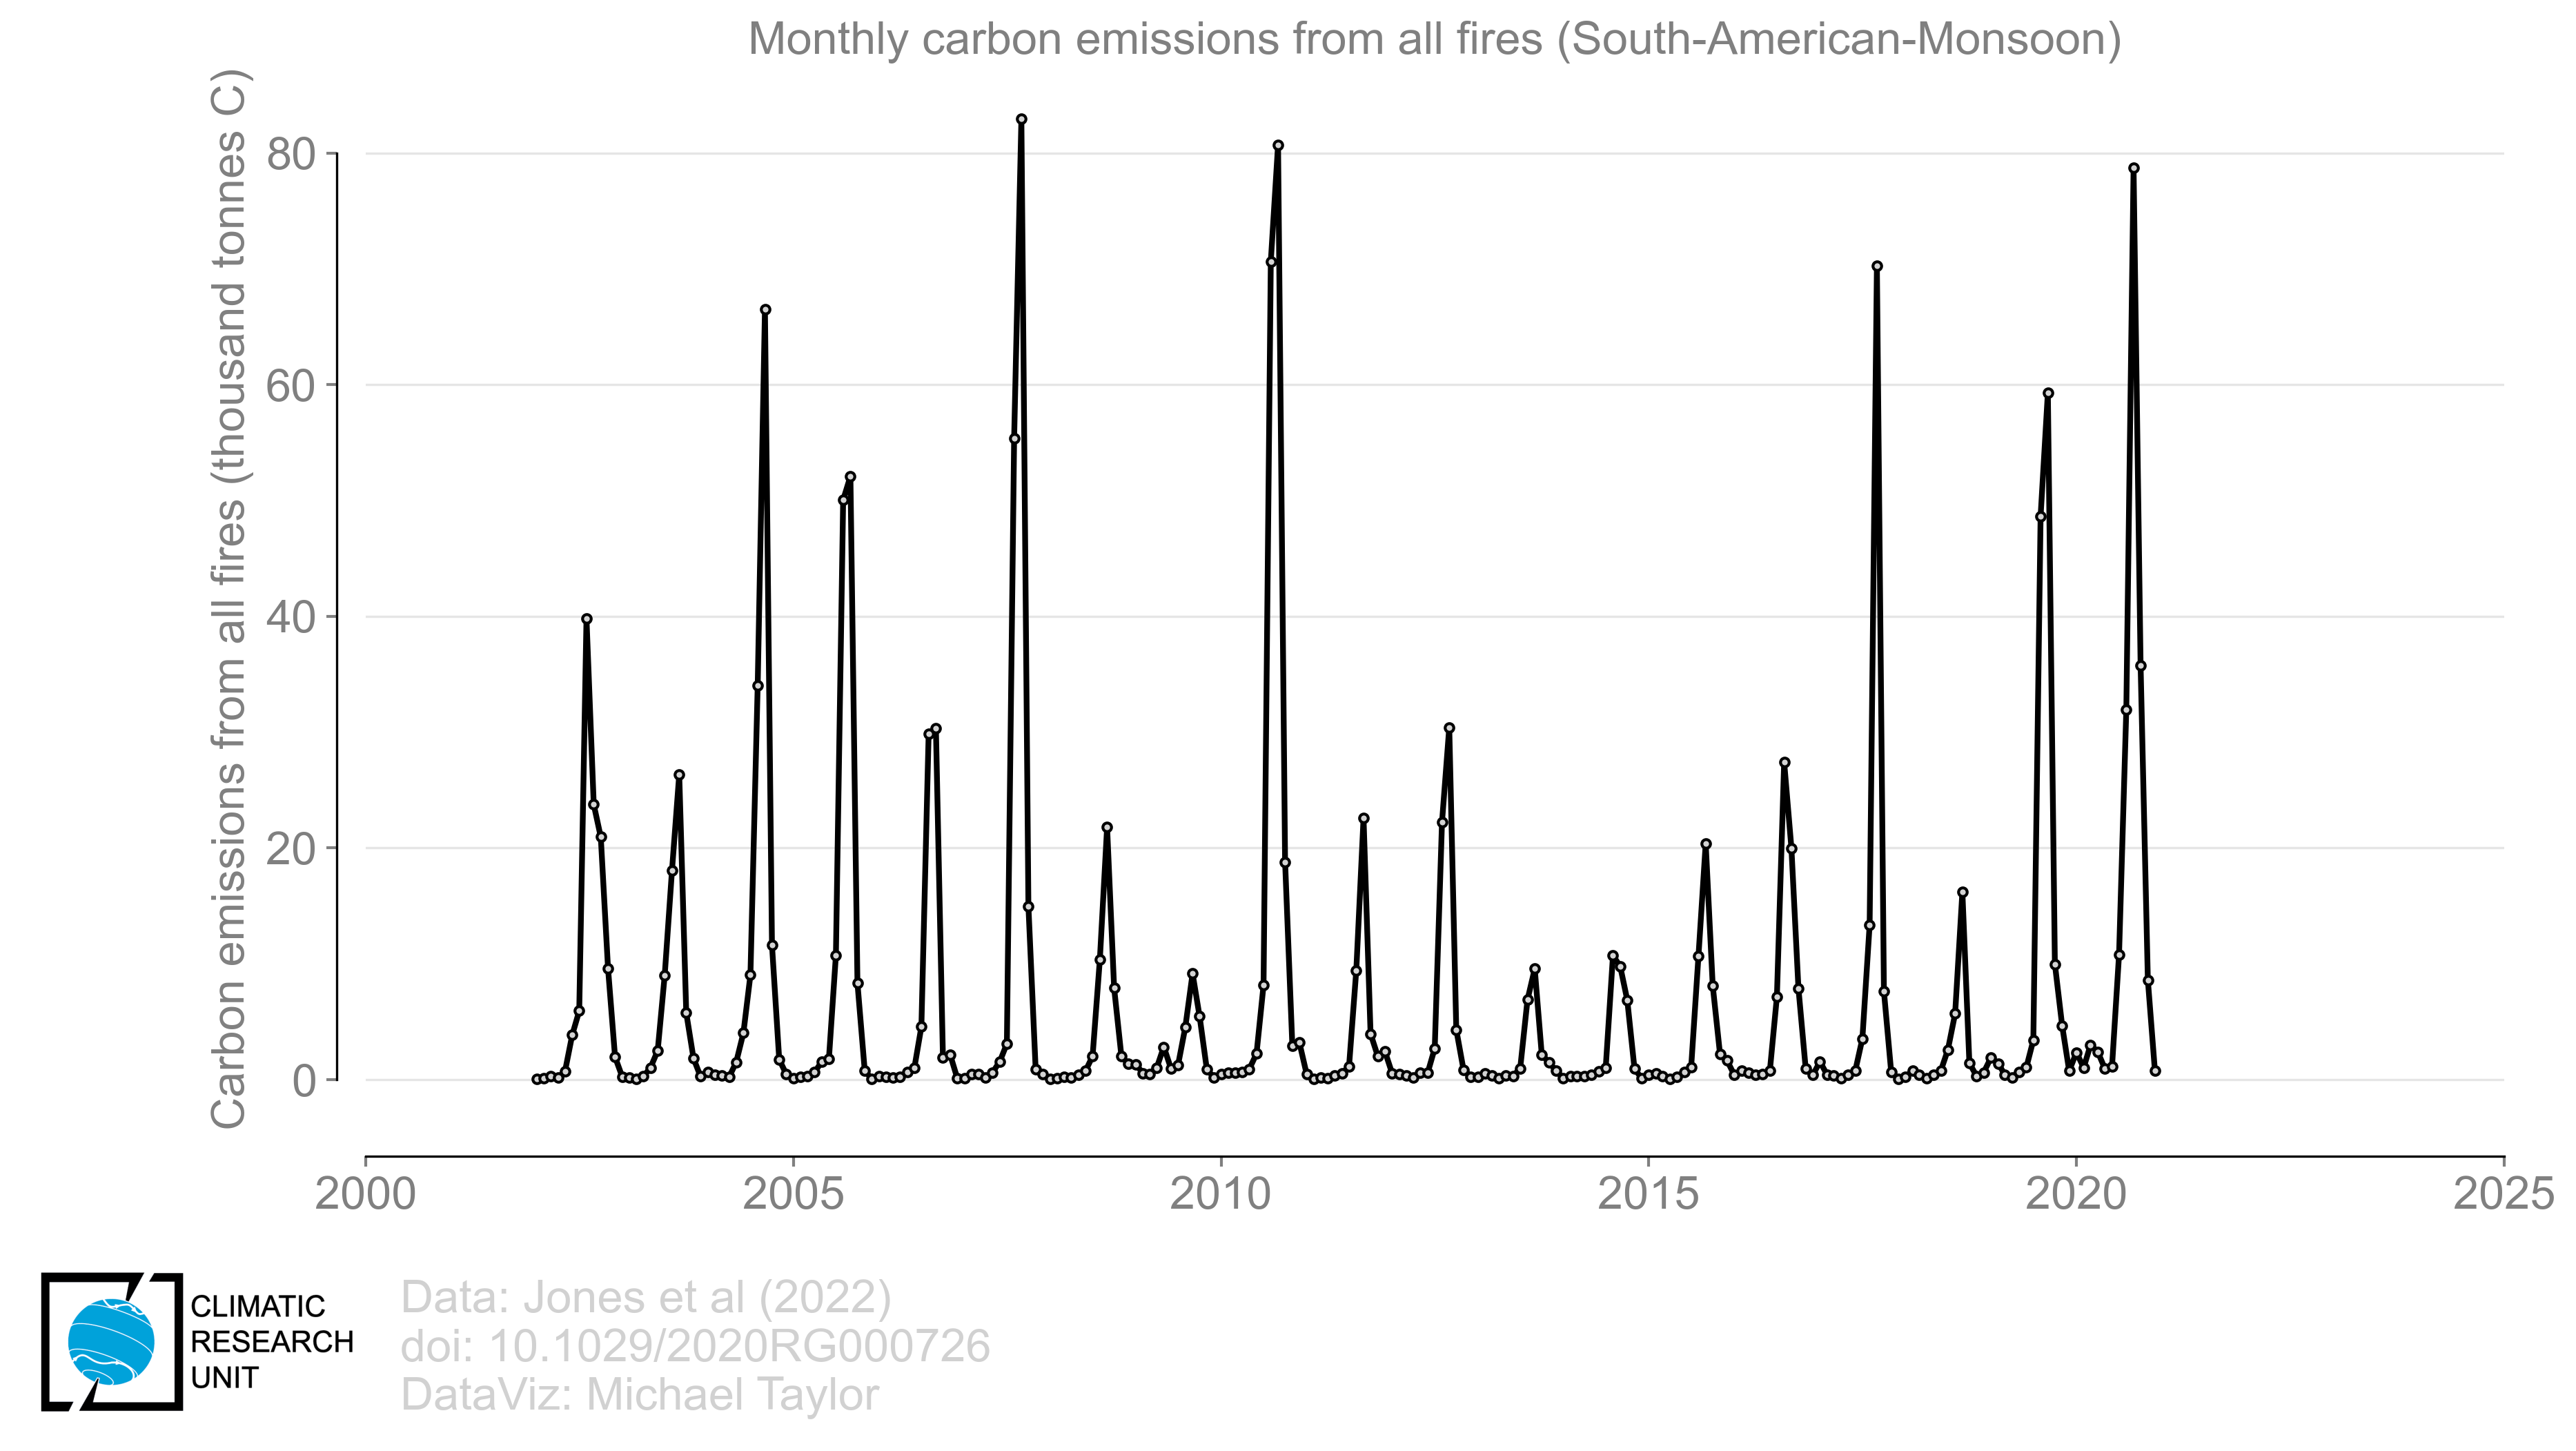 Monthly carbon emissions from all fires (South-American-Monsoon)
Carbon emissions from all fires (thousand tonnes C)
80
60
40
20
0
2000
2005
2010
2015
2020
2025
CLIMATIC
RESEARCH
UNIT
Data: Jones et al (2022)
doi: 10.1029/2020RG000726
DataViz: Michael Taylor